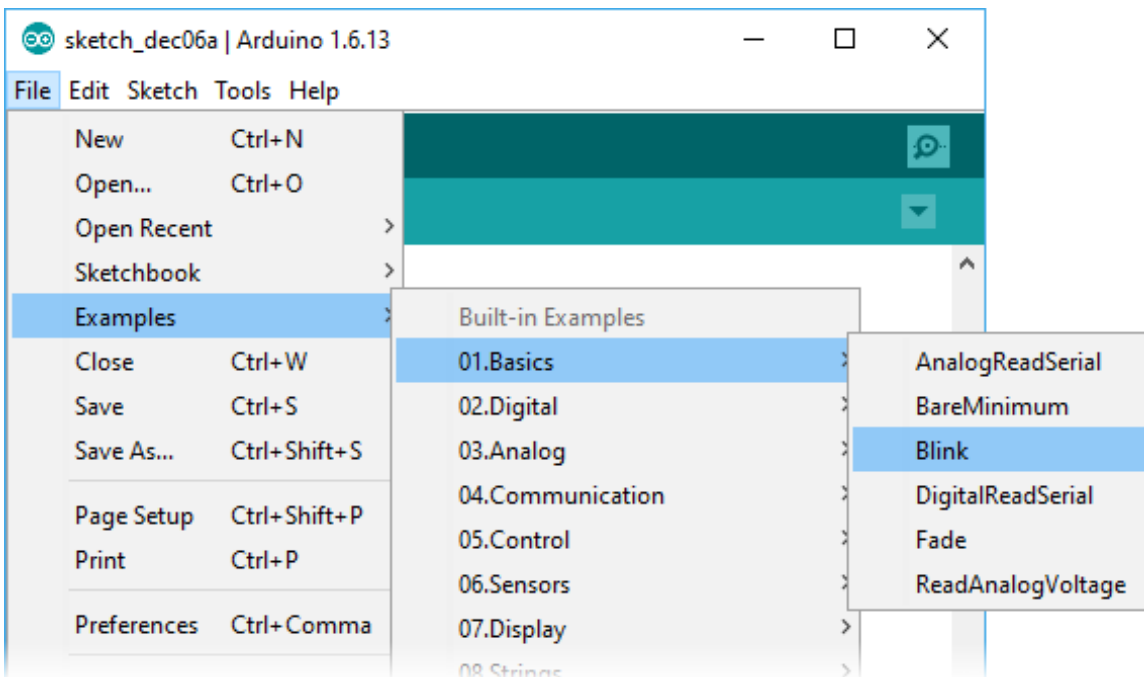 sketch_dec06a | Arduino 1.6.13
File Edit Sketch Tools Help
New Ctrl+N
Open... Ctrl+O
Open Recent
Sketchbook
Examples
Close Ctrl+W
Save Ctrl+S
Save As... Ctrl+Shift+S
Page Setup Ctrl+Shift+P
Print Ctrl+P
Preferences Ctrl+Comma
Built-in Examples
01.Basics
02.Digital
03.Analog
04.Communication
05.Control
06.Sensors
07.Display
08.Strings
AnalogReadSerial
BareMinimum
Blink
DigitalReadSerial
Fade
ReadAnalogVoltage